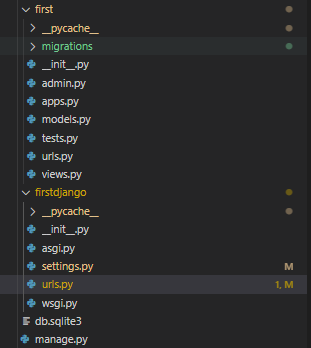 first
__pycache__
migrations
__init__.py
admin.py
apps.py
models.py
tests.py
urls.py
views.py
firstdjango
__pycache__
__init__.py
asgi.py
settings.py M
urls.py 1, M
wsgi.py
db.sqlite3
manage.py